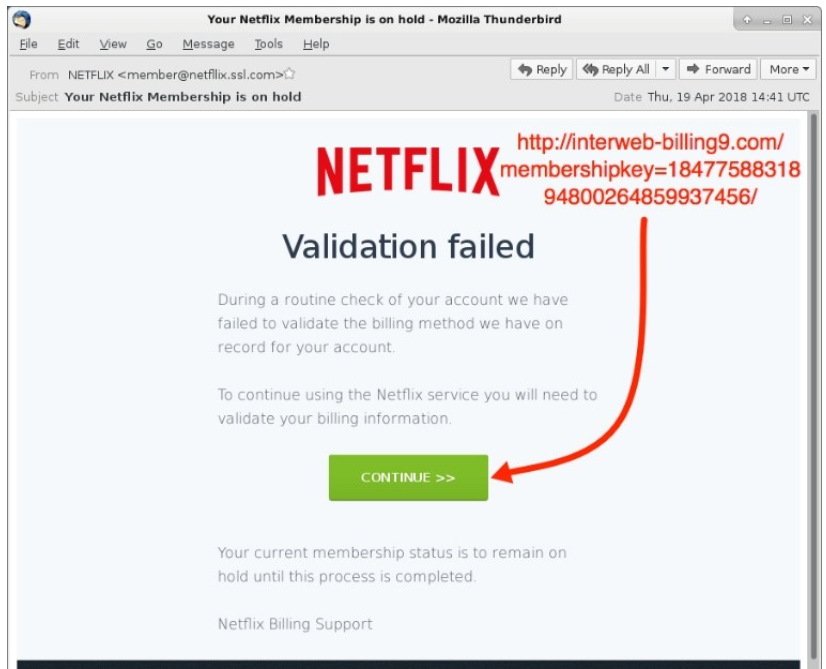 Your Netflix Membership is on hold - Mozilla Thunderbird
File Edit View Go Message Tools Help
From NETFLIX <member@netfllix.ssl.com> Reply Reply All Forward More
Subject Your Netflix Membership is on hold Date Thu, 19 Apr 2018 14:41 UTC
NETFLIX
http://interweb-billing9.com/
membershipkey=18477588318
94800264859937456/
Validation failed
During a routine check of your account we have
failed to validate the billing method we have on
record for your account.
To continue using the Netflix service you will need to
validate your billing information.
CONTINUE >>
Your current membership status is to remain on
hold until this process is completed.
Netflix Billing Support